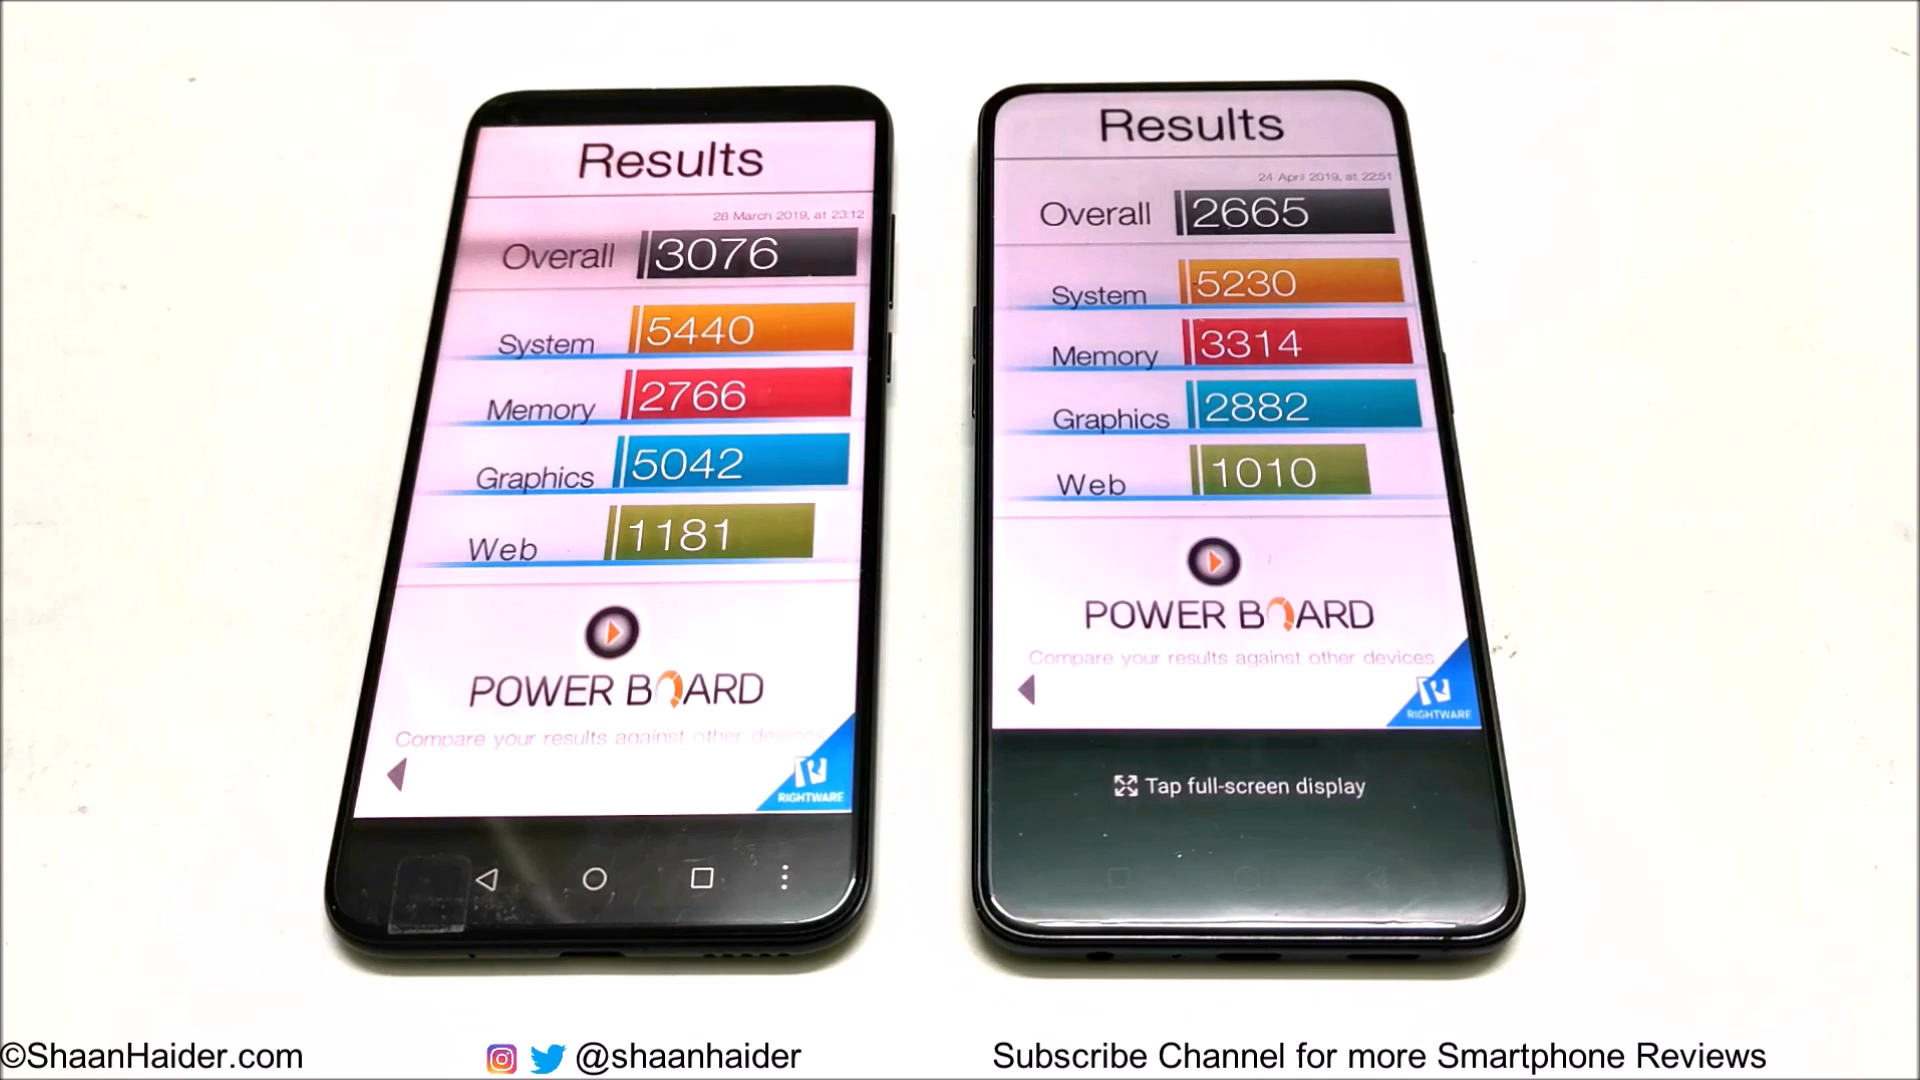 Results
28 March 2019, at 23:12
Overall 3076
System 5440
Memory 2766
Graphics 5042
Web 1181
POWER BOARD
Compare your results against other devices
RIGHTWARE
Results
24 April 2019, at 22:51
Overall 2665
System 5230
Memory 3314
Graphics 2882
Web 1010
POWER BOARD
Compare your results against other devices
RIGHTWARE
Tap full-screen display
©ShaanHaider.com
@shaanhaider
Subscribe Channel for more Smartphone Reviews